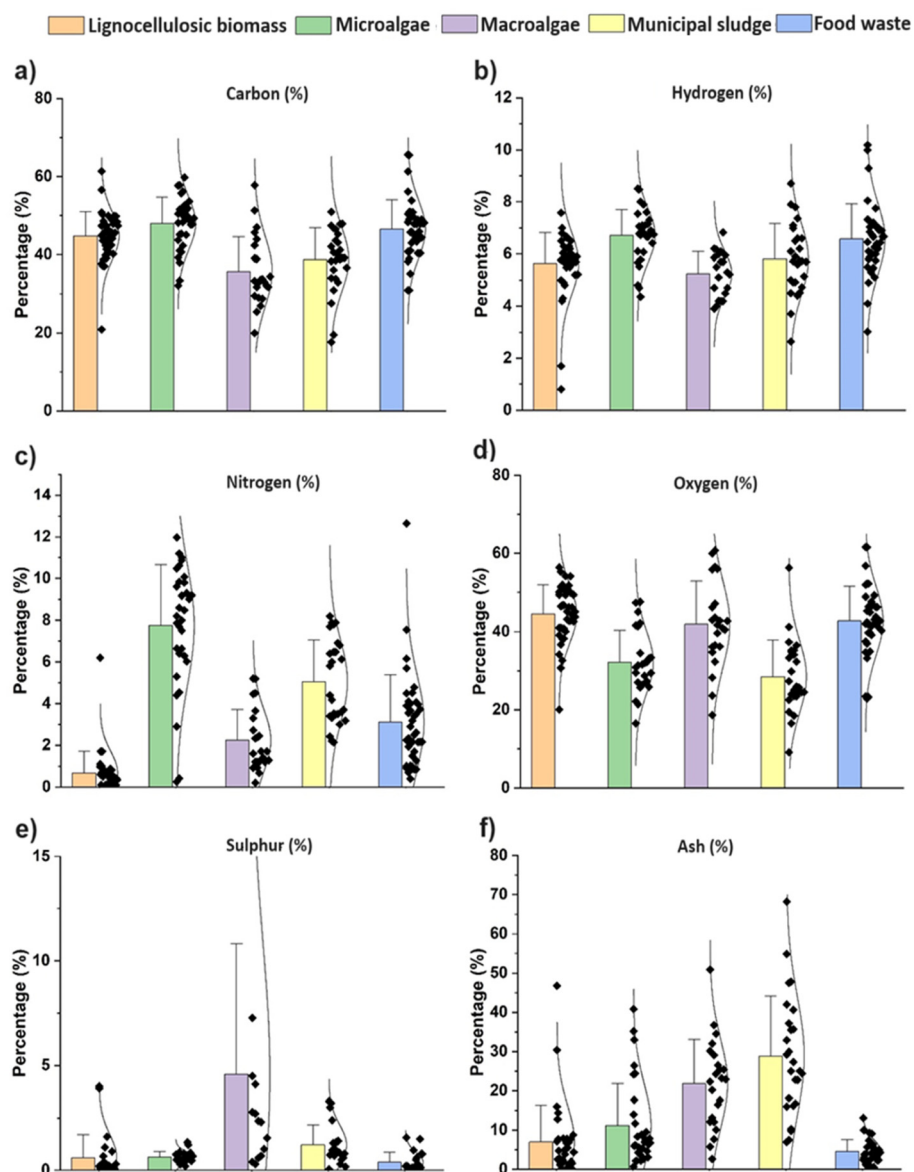 Lignocellulosic biomass Microalgae Macroalgae Municipal sludge Food waste
a) b)
Carbon (%) Hydrogen (%)
Percentage (%)
80
60
40
20
0
Percentage (%)
12
10
8
6
4
2
0
c) d)
Nitrogen (%) Oxygen (%)
Percentage (%)
14
12
10
8
6
4
2
0
Percentage (%)
80
60
40
20
0
e) f)
Sulphur (%) Ash (%)
Percentage (%)
15
10
5
0
Percentage (%)
80
70
60
50
40
30
20
10
0